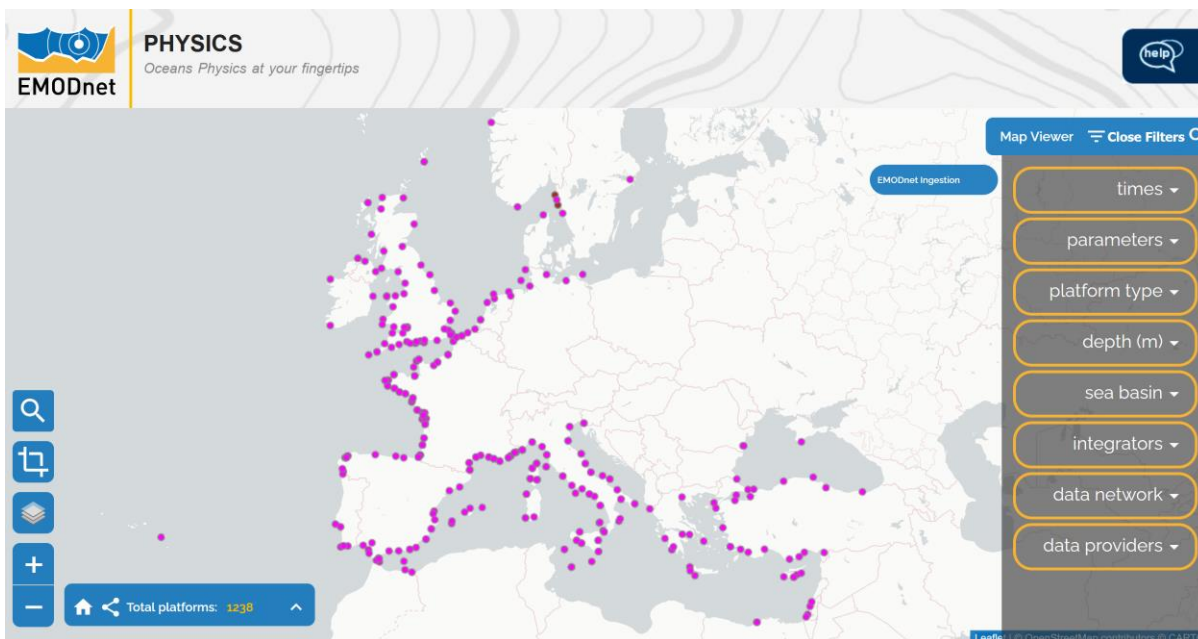 PHYSICS
Oceans Physics at your fingertips
EMODnet
help
Map Viewer Close Filters
EMODnet Ingestion
times
parameters
platform type
depth (m)
sea basin
integrators
data network
data providers
+
−
Total platforms: 1238
Leaflet | © OpenStreetMap contributors © CART